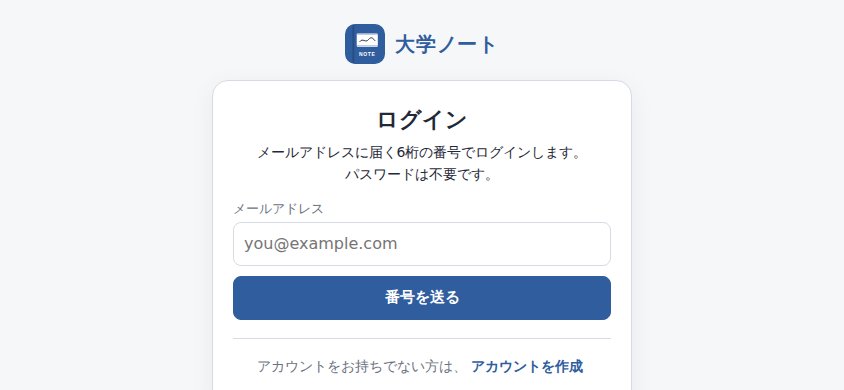 NOTE
大学ノート
ログイン
メールアドレスに届く6桁の番号でログインします。
パスワードは不要です。
メールアドレス
you@example.com
番号を送る
アカウントをお持ちでない方は、 アカウントを作成